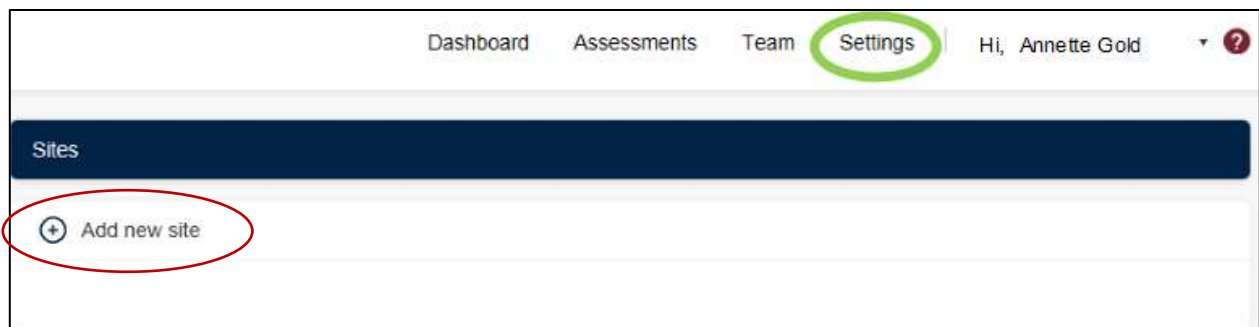 Dashboard Assessments Team Settings Hi, Annette Gold ?
Sites
Add new site